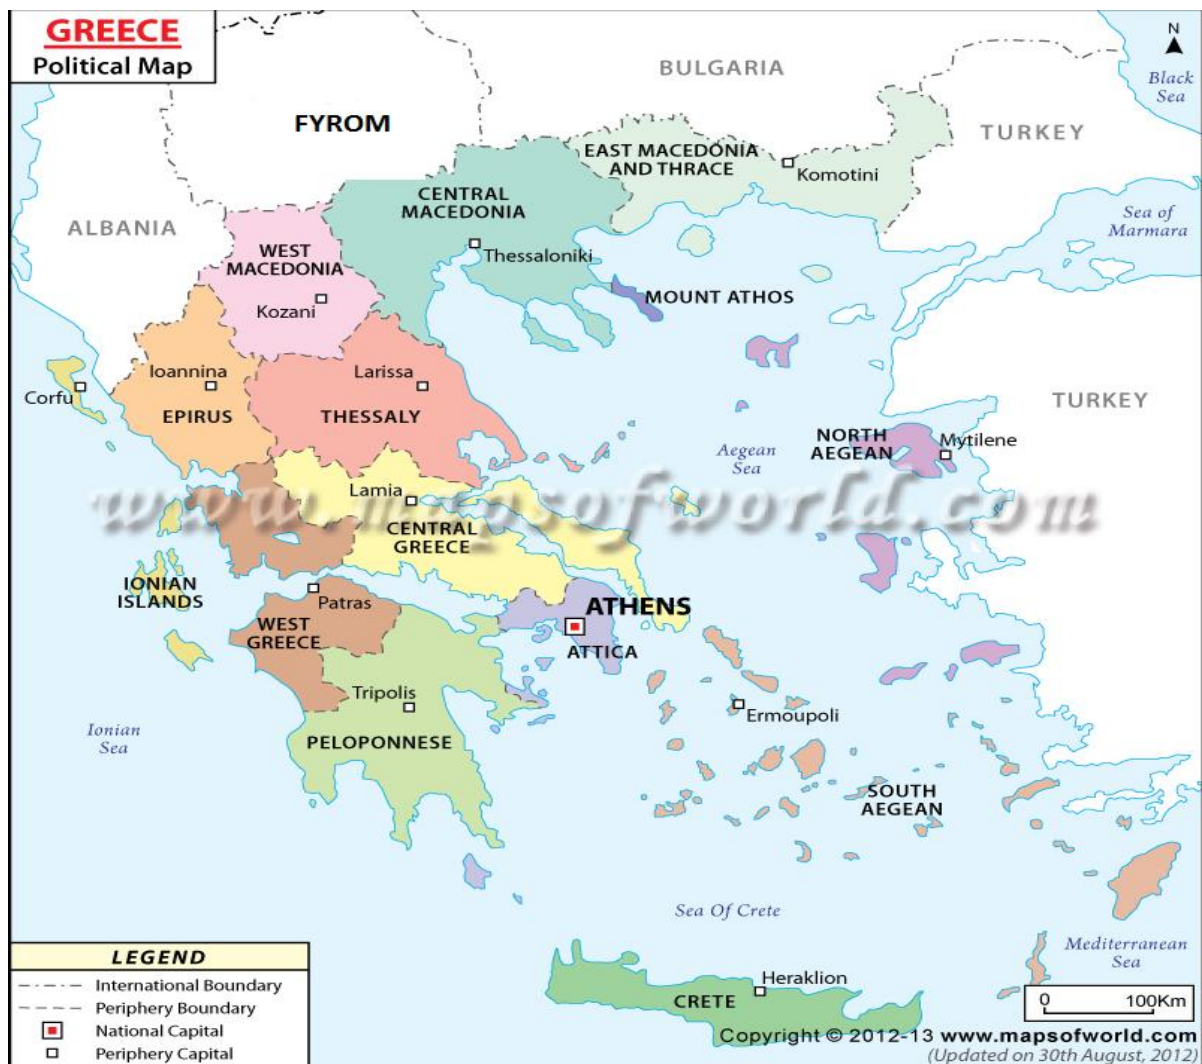 GREECE
Political Map
N
BULGARIA
Black
Sea
FYROM
TURKEY
EAST MACEDONIA
AND THRACE
Komotini
CENTRAL
MACEDONIA
ALBANIA
Sea of
Marmara
WEST
MACEDONIA
Thessaloniki
Kozani
MOUNT ATHOS
Ioannina
Larissa
Corfu
EPIRUS
THESSALY
TURKEY
NORTH
AEGEAN
Mytilene
Aegean
Sea
Lamia
www.mapsofworld.com
CENTRAL
GREECE
IONIAN
ISLANDS
Patras
ATHENS
WEST
GREECE
ATTICA
Tripolis
Ermoupoli
Ionian
Sea
PELOPONNESE
SOUTH
AEGEAN
Sea Of Crete
Mediterranean
Sea
LEGEND
International Boundary
Periphery Boundary
National Capital
Periphery Capital
Heraklion
CRETE
0 100Km
Copyright © 2012-13 www.mapsofworld.com
(Updated on 30th August, 2012)